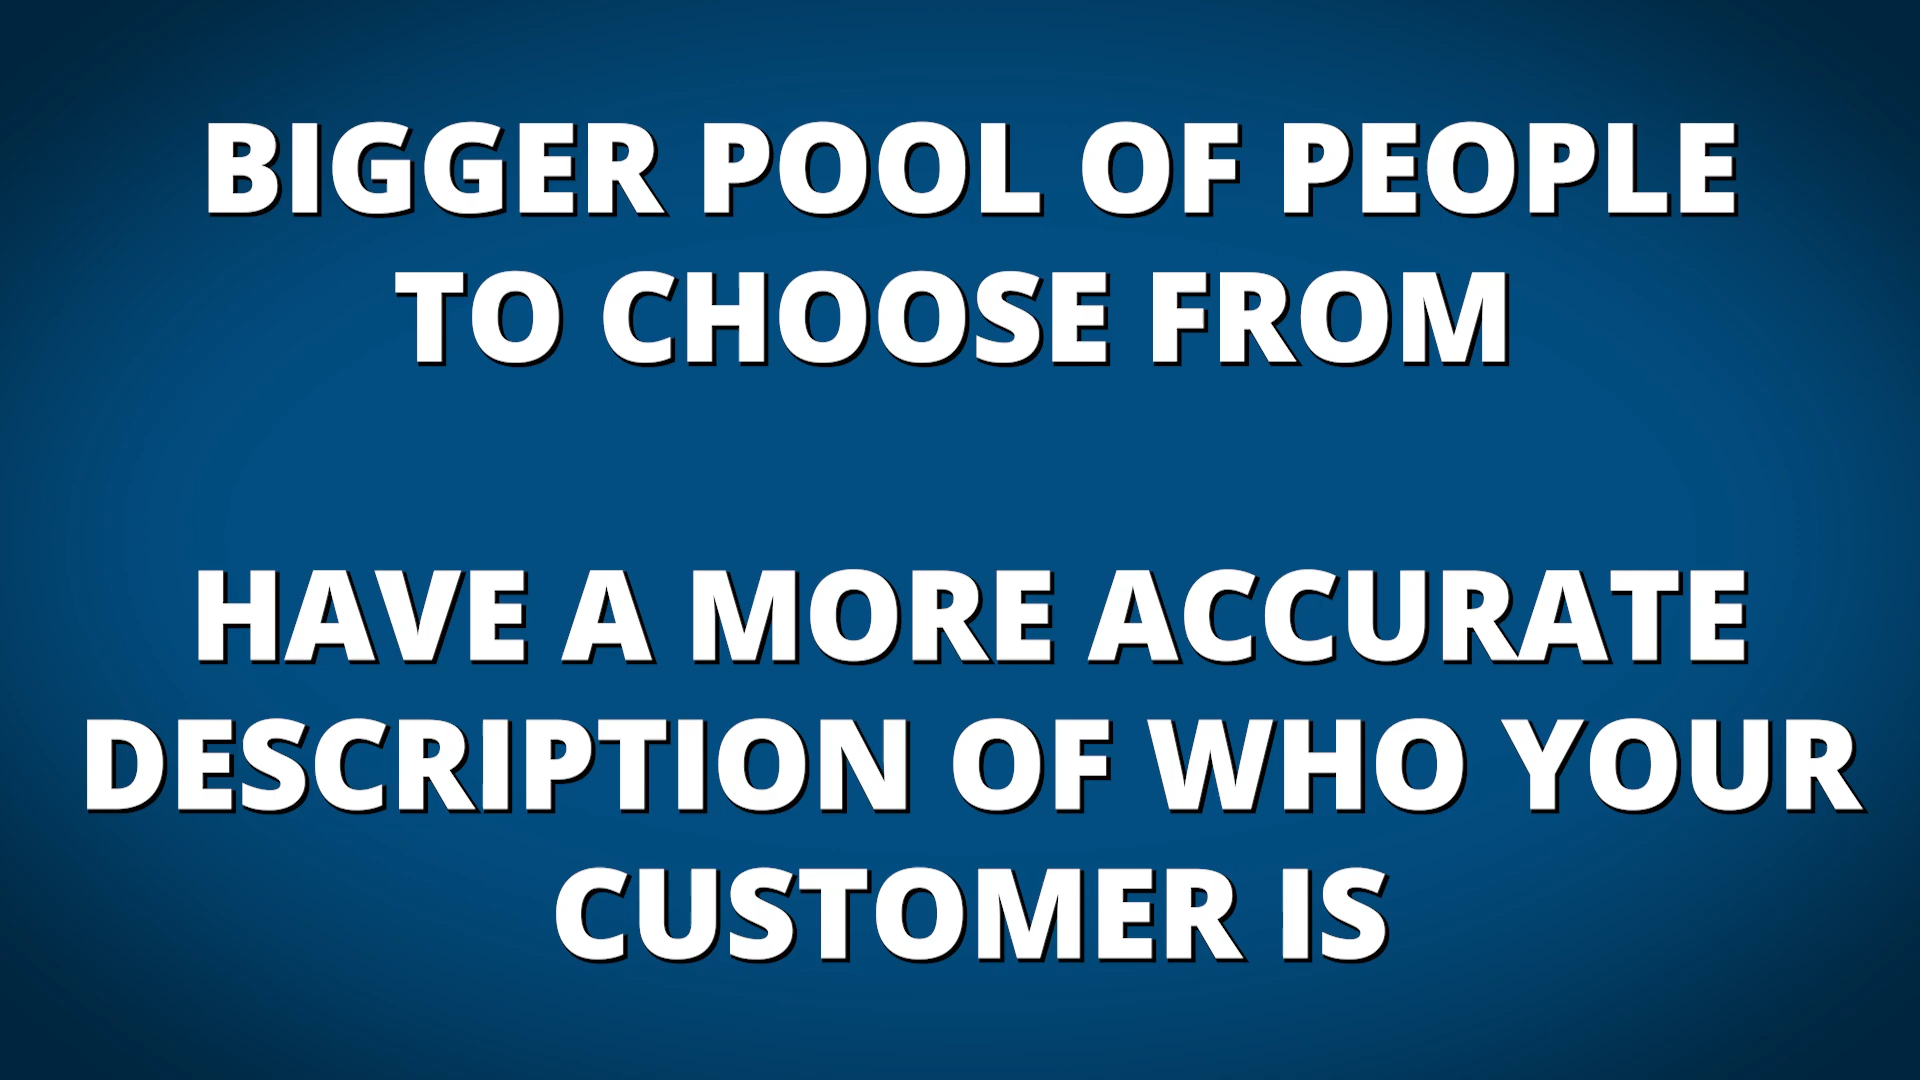 BIGGER POOL OF PEOPLE
TO CHOOSE FROM
HAVE A MORE ACCURATE
DESCRIPTION OF WHO YOUR
CUSTOMER IS